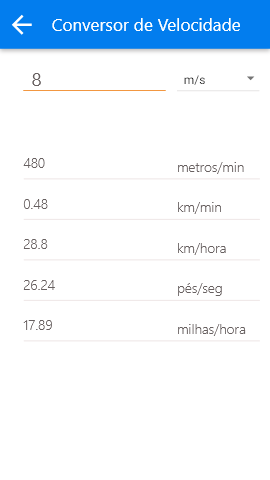 Conversor de Velocidade
8 m/s
480 metros/min
0.48 km/min
28.8 km/hora
26.24 pés/seg
17.89 milhas/hora